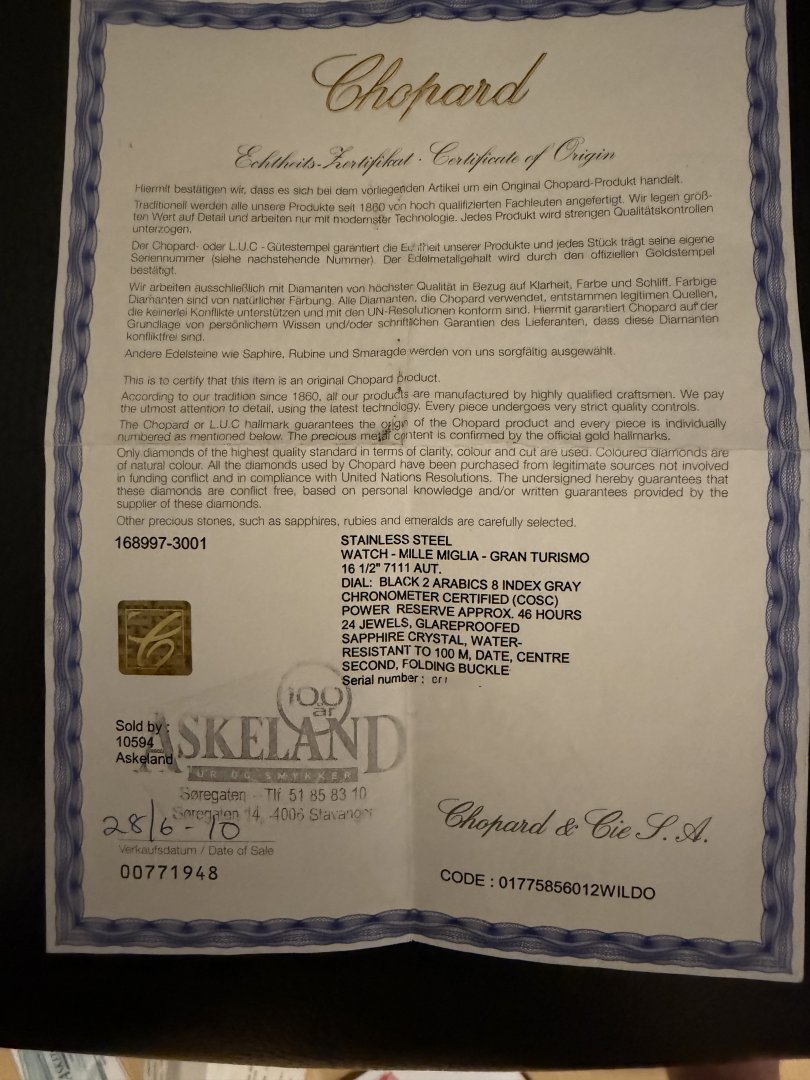 Chopard
Echtheits-Zertifikat · Certificate of Origin
Hiermit bestätigen wir, dass es sich bei dem vorliegenden Artikel um ein Original Chopard-Produkt handelt.
Traditionell werden alle unsere Produkte seit 1860 von hoch qualifizierten Fachleuten angefertigt. Wir legen größ-
ten Wert auf Detail und arbeiten nur mit modernster Technologie. Jedes Produkt wird strengen Qualitätskontrollen
unterzogen.
Der Chopard- oder L.U.C - Gütestempel garantiert die Echtheit unserer Produkte und jedes Stück trägt seine eigene
Seriennummer (siehe nachstehende Nummer). Der Edelmetallgehalt wird durch den offiziellen Goldstempel
bestätigt.
Wir arbeiten ausschließlich mit Diamanten von höchster Qualität in Bezug auf Klarheit, Farbe und Schliff. Farbige
Diamanten sind von natürlicher Färbung. Alle Diamanten, die Chopard verwendet, entstammen legitimen Quellen,
die keinerlei Konflikte unterstützen und mit den UN-Resolutionen konform sind. Hiermit garantiert Chopard auf der
Grundlage von persönlichem Wissen und/oder schriftlichen Garantien des Lieferanten, dass diese Diamanten
konfliktfrei sind.
Andere Edelsteine wie Saphire, Rubine und Smaragde werden von uns sorgfältig ausgewählt.
This is to certify that this item is an original Chopard product.
According to our tradition since 1860, all our products are manufactured by highly qualified craftsmen. We pay
the utmost attention to detail, using the latest technology. Every piece undergoes very strict quality controls.
The Chopard or L.U.C hallmark guarantees the origin of the Chopard product and every piece is individually
numbered as mentioned below. The precious metal content is confirmed by the official gold hallmarks.
Only diamonds of the highest quality standard in terms of clarity, colour and cut are used. Coloured diamonds are
of natural colour. All the diamonds used by Chopard have been purchased from legitimate sources not involved
in funding conflict and in compliance with United Nations Resolutions. The undersigned hereby guarantees that
these diamonds are conflict free, based on personal knowledge and/or written guarantees provided by the
supplier of these diamonds.
Other precious stones, such as sapphires, rubies and emeralds are carefully selected.
168997-3001
STAINLESS STEEL
WATCH - MILLE MIGLIA - GRAN TURISMO
16 1/2" 7111 AUT.
DIAL: BLACK 2 ARABICS 8 INDEX GRAY
CHRONOMETER CERTIFIED (COSC)
POWER RESERVE APPROX. 46 HOURS
24 JEWELS, GLAREPROOFED
SAPPHIRE CRYSTAL, WATER-
RESISTANT TO 100 M, DATE, CENTRE
SECOND, FOLDING BUCKLE
Serial number :
100
år
ASKELAND
UR OG SMYKKER
Søregaten Tlf 51 85 83 10
Søregaten 14, 4006 Stavanger
Sold by :
10594
Askeland
28/6-10
Verkaufsdatum / Date of Sale
00771948
Chopard & Cie S.A.
CODE : 01775856012WILDO